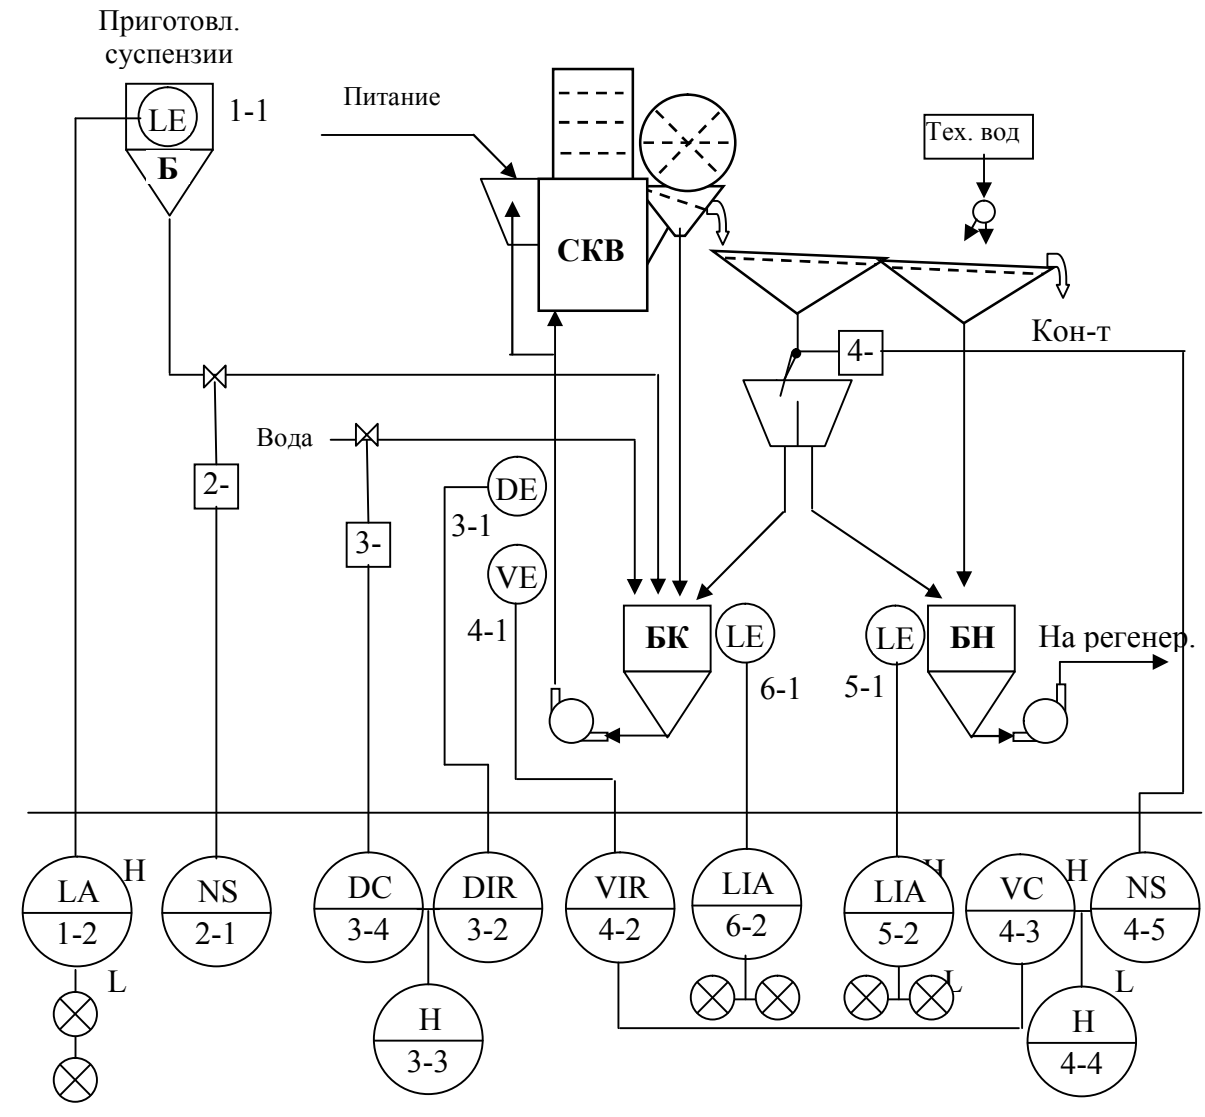 Приготовл.
суспензии
LE
1-1
Б
Питание
Тех. вод
СКВ
Кон-т
4-
Вода
2-
3-
DE
3-1
VE
4-1
БК
LE
6-1
LE
5-1
БН
На регенер.
LA
1-2
H
L
NS
2-1
DC
3-4
DIR
3-2
VIR
4-2
LIA
6-2
LIA
5-2
H
L
VC
4-3
H
L
NS
4-5
H
3-3
H
4-4